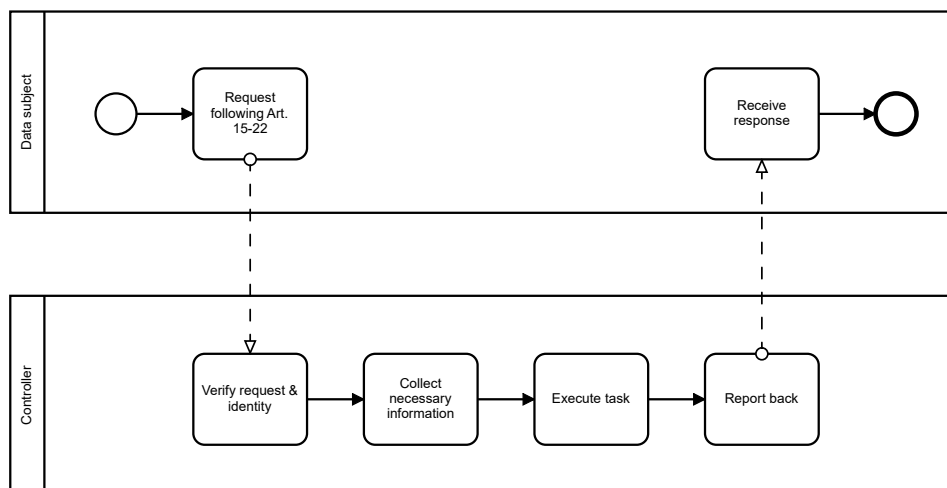 Data subject
Request
following Art.
15-22
Receive
response
Controller
Verify request &
identity
Collect
necessary
information
Execute task
Report back